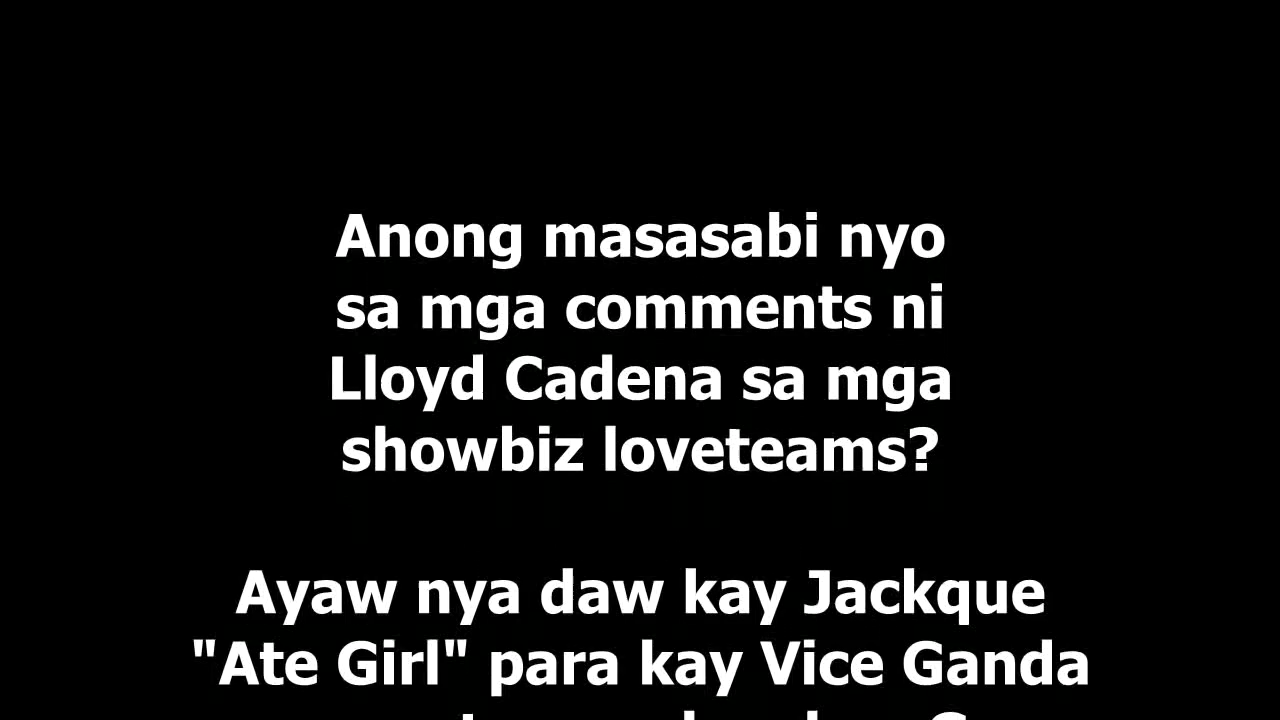 Anong masasabi nyo
sa mga comments ni
Lloyd Cadena sa mga
showbiz loveteams?
Ayaw nya daw kay Jackque
"Ate Girl" para kay Vice Ganda